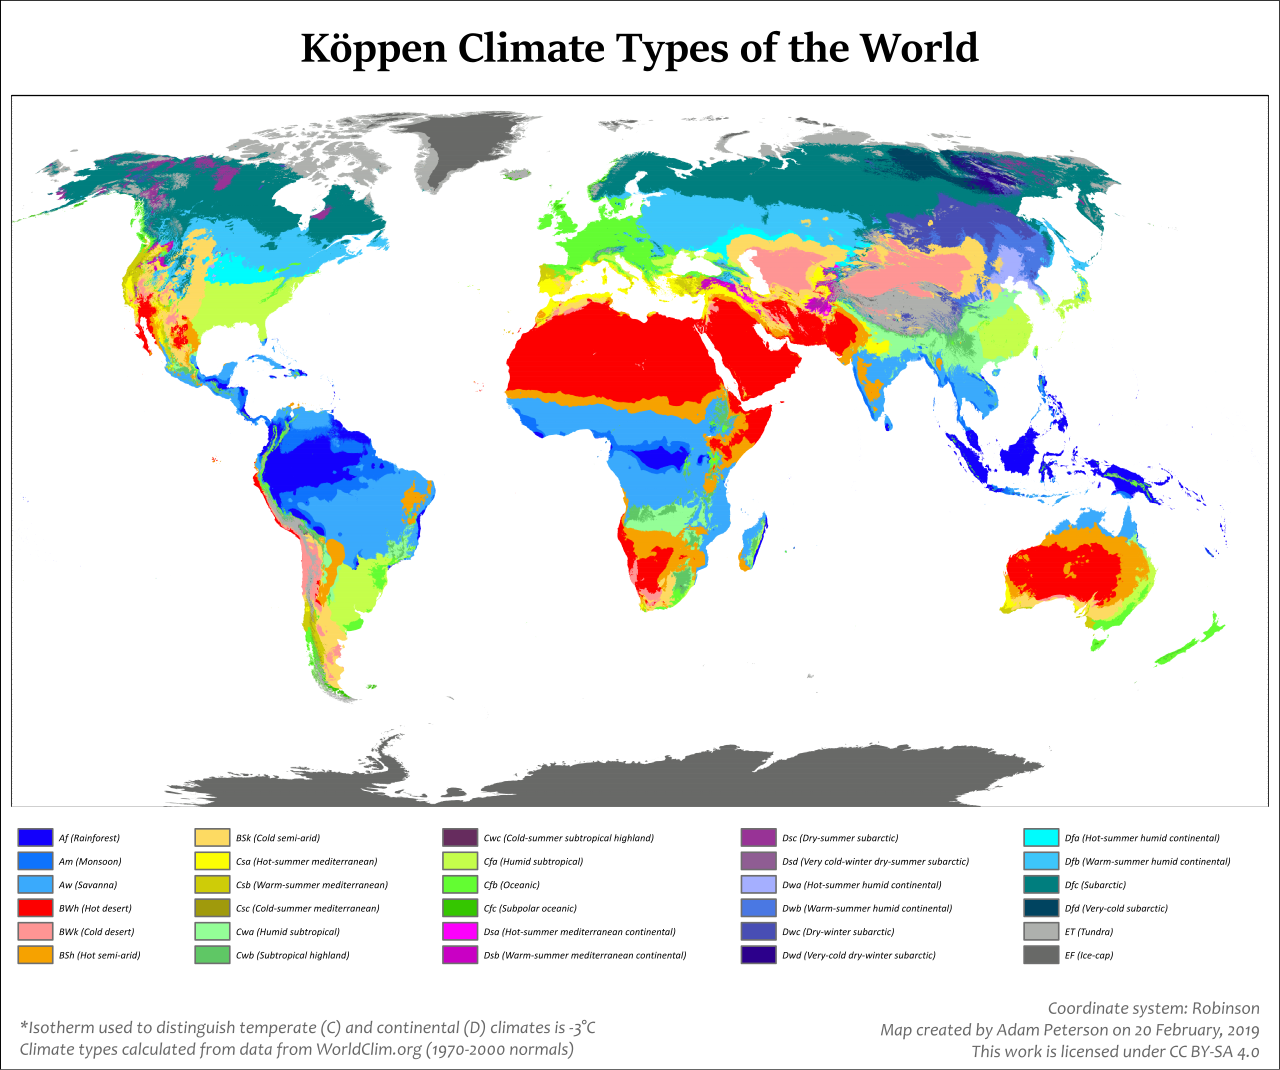 Köppen Climate Types of the World
Af (Rainforest)
Am (Monsoon)
Aw (Savanna)
BWh (Hot desert)
BWk (Cold desert)
BSh (Hot semi-arid)
BSk (Cold semi-arid)
Csa (Hot-summer mediterranean)
Csb (Warm-summer mediterranean)
Csc (Cold-summer mediterranean)
Cwa (Humid subtropical)
Cwb (Subtropical highland)
Cwc (Cold-summer subtropical highland)
Cfa (Humid subtropical)
Cfb (Oceanic)
Cfc (Subpolar oceanic)
Dsa (Hot-summer mediterranean continental)
Dsb (Warm-summer mediterranean continental)
Dsc (Dry-summer subarctic)
Dsd (Very cold-winter dry-summer subarctic)
Dwa (Hot-summer humid continental)
Dwb (Warm-summer humid continental)
Dwc (Dry-winter subarctic)
Dwd (Very-cold dry-winter subarctic)
Dfa (Hot-summer humid continental)
Dfb (Warm-summer humid continental)
Dfc (Subarctic)
Dfd (Very-cold subarctic)
ET (Tundra)
EF (Ice-cap)
*Isotherm used to distinguish temperate (C) and continental (D) climates is -3°C
Climate types calculated from data from WorldClim.org (1970-2000 normals)
Coordinate system: Robinson
Map created by Adam Peterson on 20 February, 2019
This work is licensed under CC BY-SA 4.0